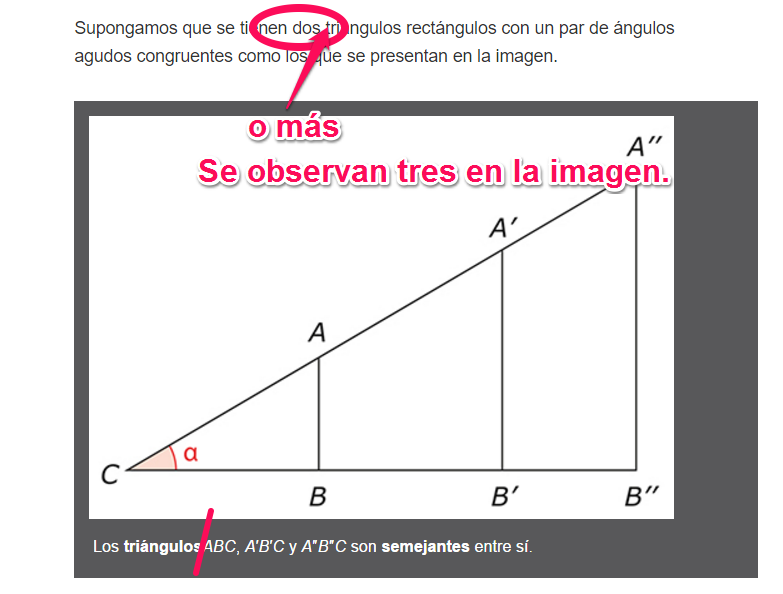 Supongamos que se tienen dos triángulos rectángulos con un par de ángulos
agudos congruentes como los que se presentan en la imagen.
o más
Se observan tres en la imagen.
A″
A′
A
α
C
B
B′
B″
Los triángulos ABC, A'B'C y A"B"C son semejantes entre sí.